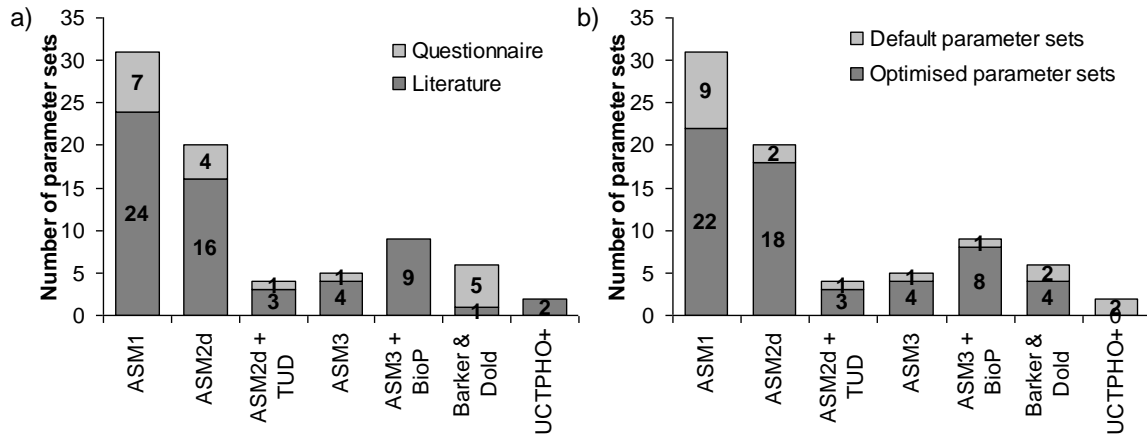 a)
Number of parameter sets
35
30
25
20
15
10
5
0
Questionnaire
Literature
7
24
4
16
1
3
1
4
9
5
1
2
ASM1
ASM2d
ASM2d +
TUD
ASM3
ASM3 +
BioP
Barker &
Dold
UCTPHO+
b)
Number of parameter sets
35
30
25
20
15
10
5
0
Default parameter sets
Optimised parameter sets
9
22
2
18
1
3
1
4
1
8
2
4
2
0
ASM1
ASM2d
ASM2d +
TUD
ASM3
ASM3 +
BioP
Barker &
Dold
UCTPHO+